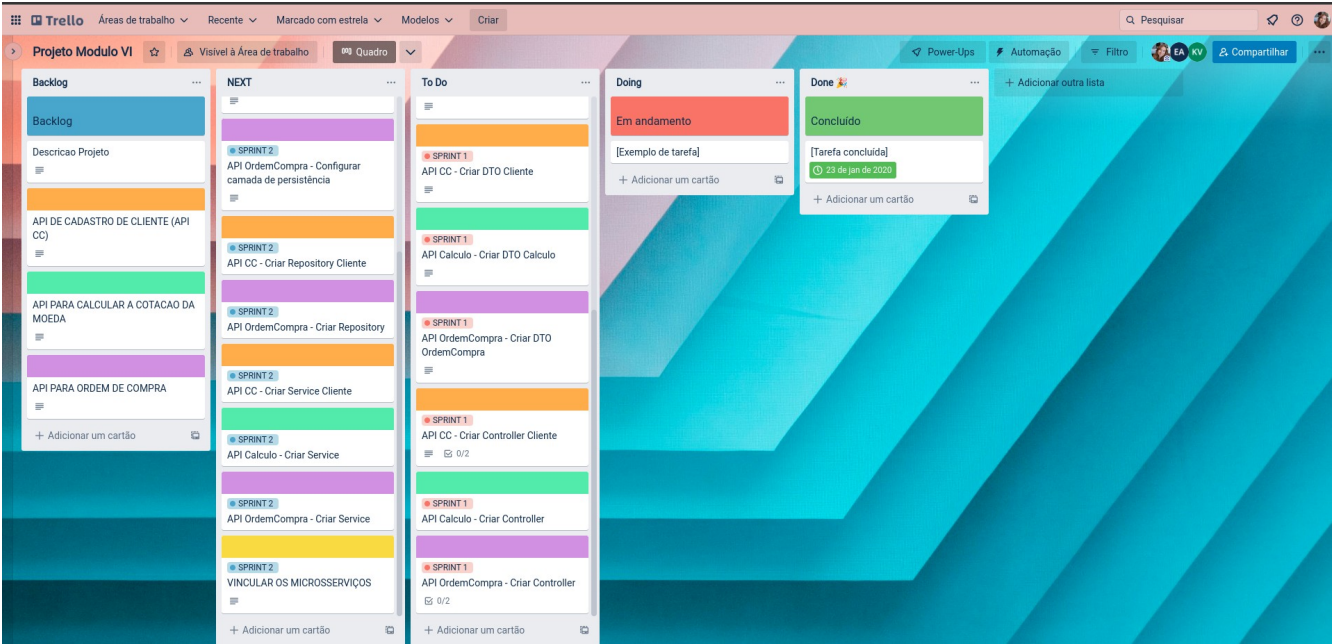 Trello
Áreas de trabalho
Recente
Marcado com estrela
Modelos
Criar
Pesquisar
Projeto Modulo VI
Visível à Área de trabalho
Quadro
Power-Ups
Automação
Filtro
EA
KV
Compartilhar
Backlog
Backlog
Descricao Projeto
API DE CADASTRO DE CLIENTE (API
CC)
API PARA CALCULAR A COTACAO DA
MOEDA
API PARA ORDEM DE COMPRA
+ Adicionar um cartão
NEXT
SPRINT 2
API OrdemCompra - Configurar
camada de persistência
SPRINT 2
API CC - Criar Repository Cliente
SPRINT 2
API OrdemCompra - Criar Repository
SPRINT 2
API CC - Criar Service Cliente
SPRINT 2
API Calculo - Criar Service
SPRINT 2
API OrdemCompra - Criar Service
SPRINT 2
VINCULAR OS MICROSSERVIÇOS
+ Adicionar um cartão
To Do
SPRINT 1
API CC - Criar DTO Cliente
SPRINT 1
API Calculo - Criar DTO Calculo
SPRINT 1
API OrdemCompra - Criar DTO
OrdemCompra
SPRINT 1
API CC - Criar Controller Cliente
0/2
SPRINT 1
API Calculo - Criar Controller
SPRINT 1
API OrdemCompra - Criar Controller
0/2
+ Adicionar um cartão
Doing
Em andamento
[Exemplo de tarefa]
+ Adicionar um cartão
Done 🎉
Concluído
[Tarefa concluída]
23 de jan de 2020
+ Adicionar um cartão
+ Adicionar outra lista